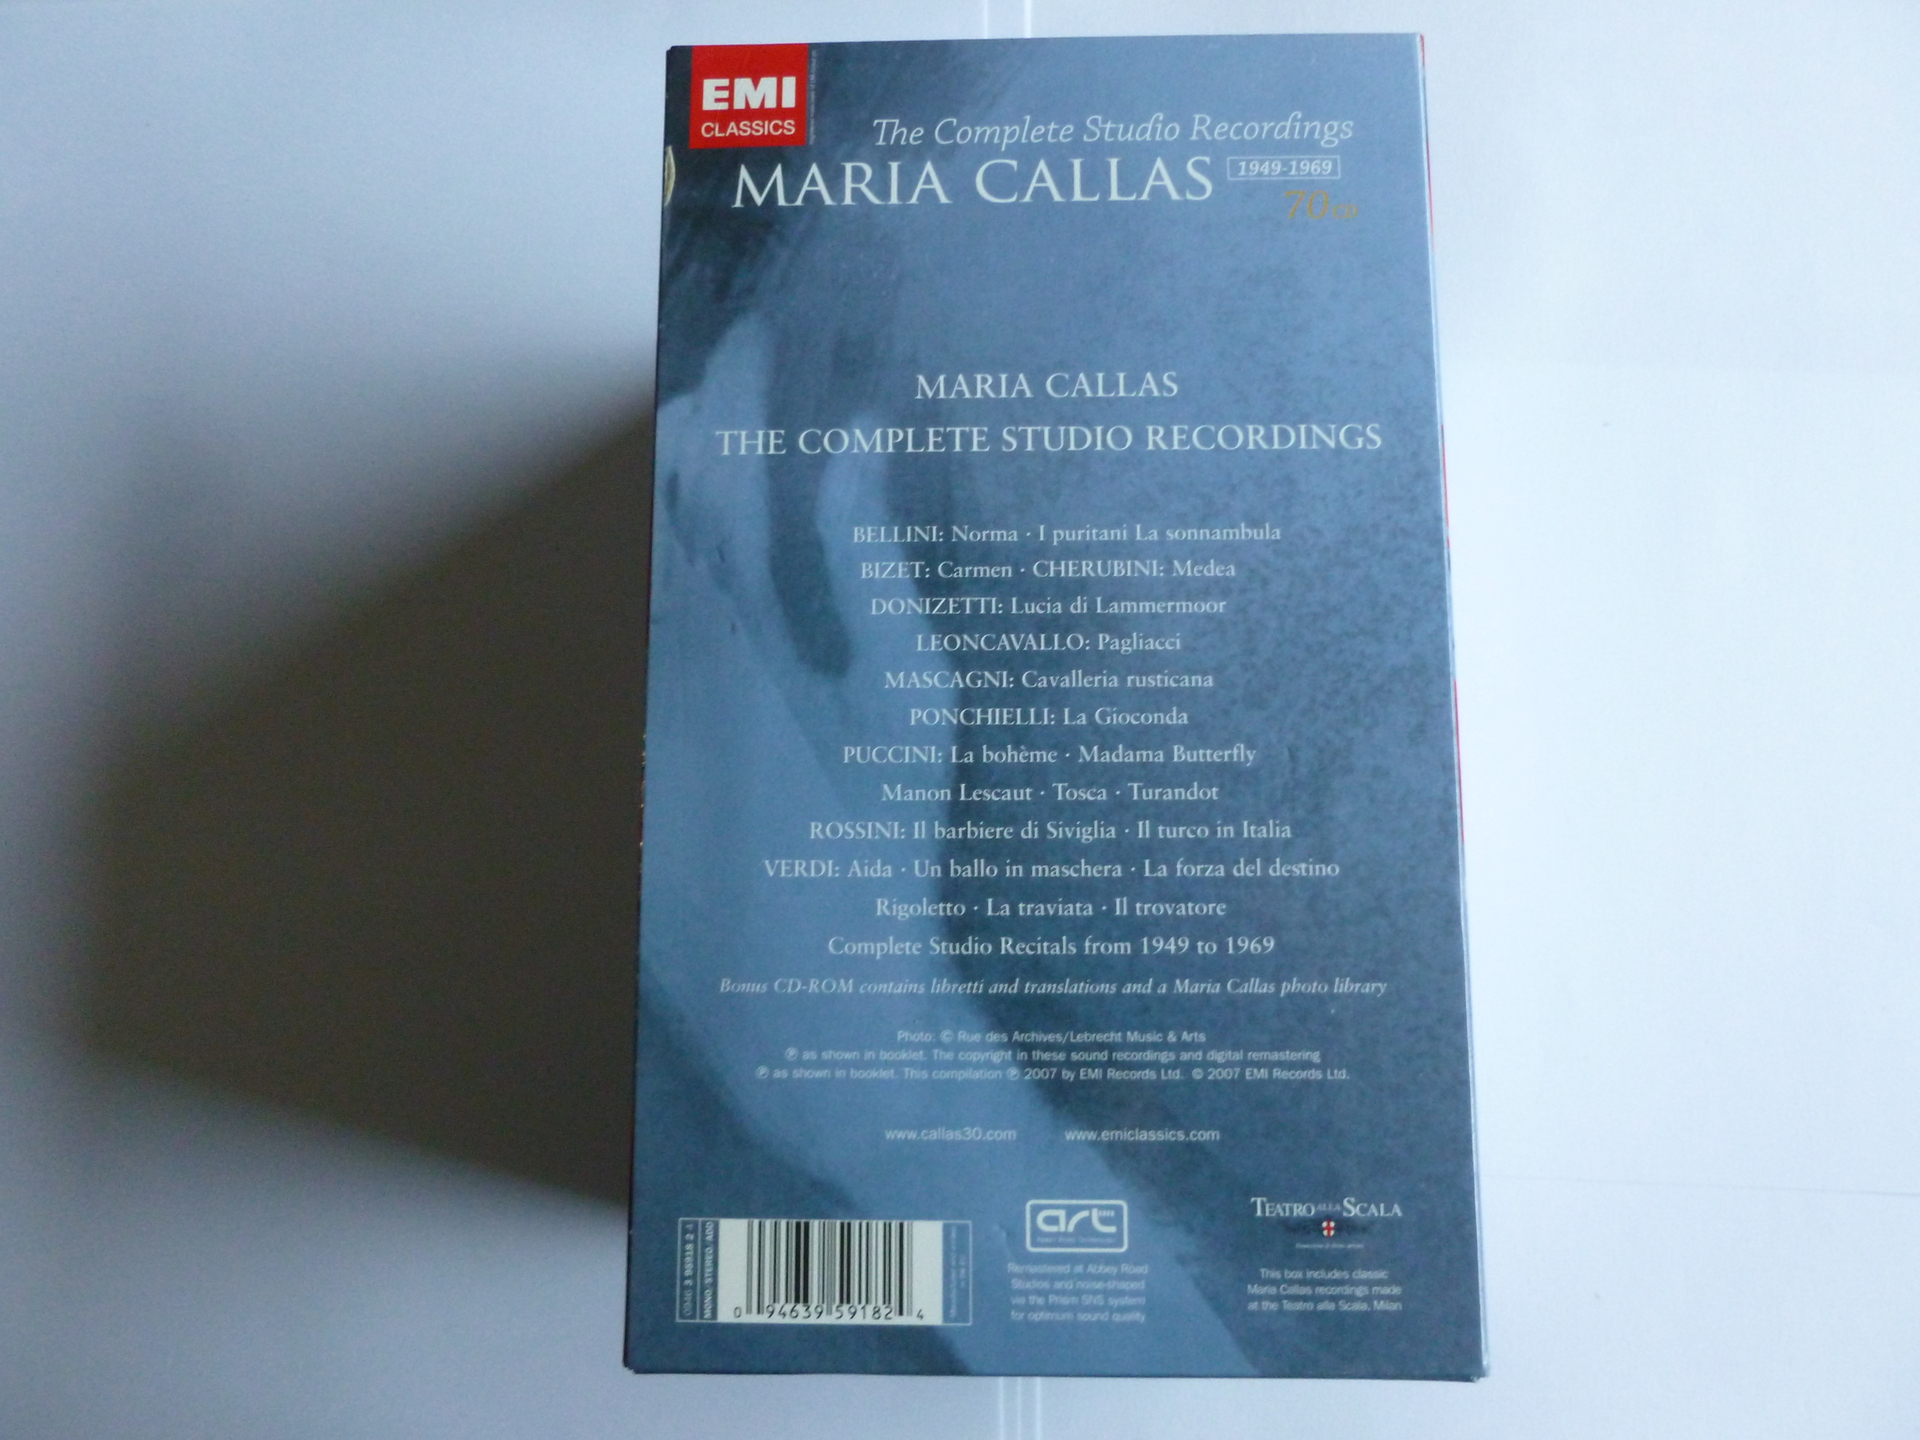 EMI
CLASSICS
The Complete Studio Recordings
MARIA CALLAS 1949-1969
70 CD
MARIA CALLAS
THE COMPLETE STUDIO RECORDINGS
BELLINI: Norma · I puritani La sonnambula
BIZET: Carmen · CHERUBINI: Medea
DONIZETTI: Lucia di Lammermoor
LEONCAVALLO: Pagliacci
MASCAGNI: Cavalleria rusticana
PONCHIELLI: La Gioconda
PUCCINI: La bohème · Madama Butterfly
Manon Lescaut · Tosca · Turandot
ROSSINI: Il barbiere di Siviglia · Il turco in Italia
VERDI: Aida · Un ballo in maschera · La forza del destino
Rigoletto · La traviata · Il trovatore
Complete Studio Recitals from 1949 to 1969
Bonus CD-ROM contains libretti and translations and a Maria Callas photo library
Photo: © Rue des Archives/Lebrecht Music & Arts
℗ as shown in booklet. The copyright in these sound recordings and digital remastering
℗ as shown in booklet. This compilation ℗ 2007 by EMI Records Ltd. © 2007 EMI Records Ltd.
www.callas30.com www.emiclassics.com
0946 3 95918 2 4
MONO/STEREO/ADD
0 94639 59182 4
art
Remastered at Abbey Road
Studios and noise-shaped
via the Prism SNS system
for optimum sound quality
TEATRO ALLA SCALA
This box includes classic
Maria Callas recordings made
at the Teatro alla Scala, Milan